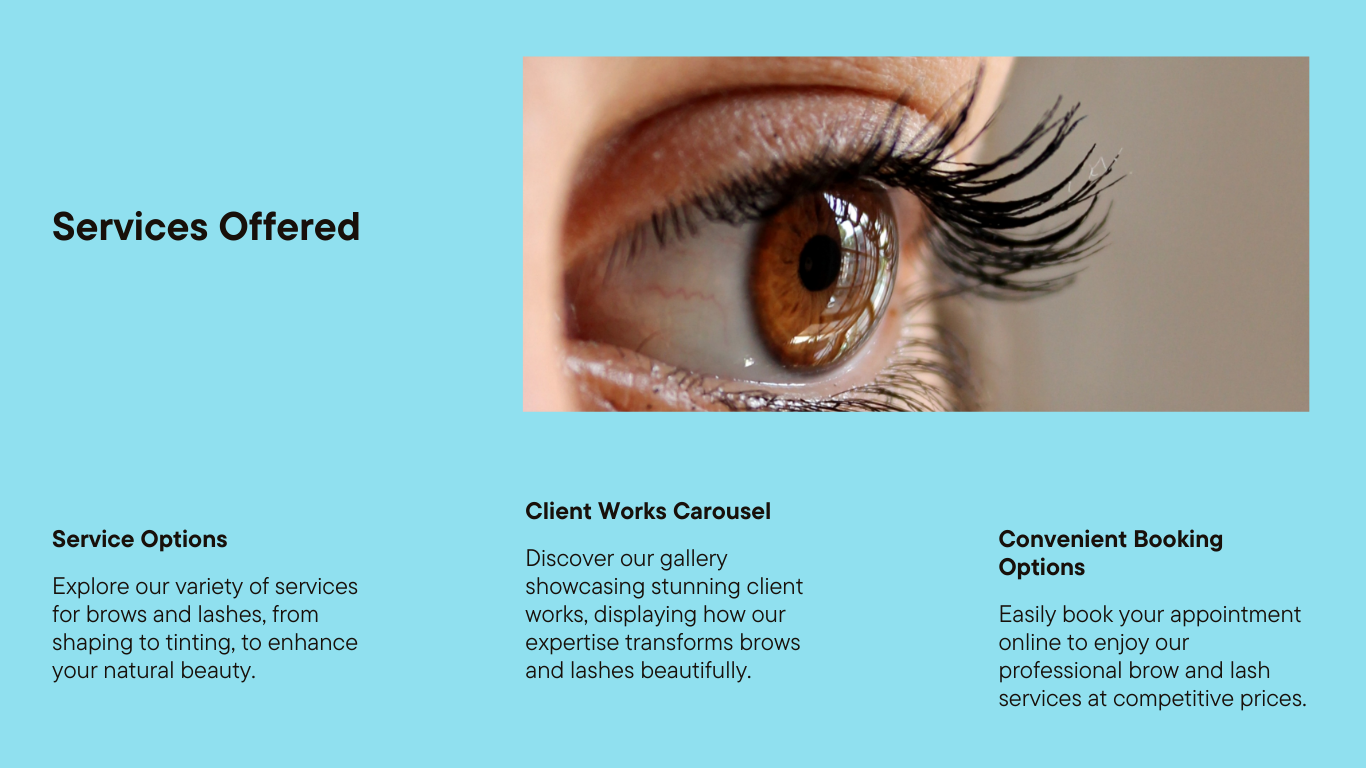 Services Offered
Service Options
Explore our variety of services
for brows and lashes, from
shaping to tinting, to enhance
your natural beauty.
Client Works Carousel
Discover our gallery
showcasing stunning client
works, displaying how our
expertise transforms brows
and lashes beautifully.
Convenient Booking
Options
Easily book your appointment
online to enjoy our
professional brow and lash
services at competitive prices.